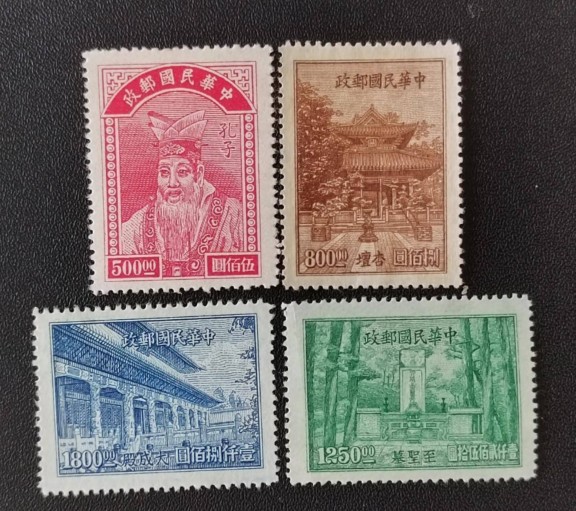 政郵國民華中
孔子
500.00 圓佰伍
政郵國民華中
800.00 壇杏 圓佰捌
政郵國民華中
1800.00 殿成大 圓佰捌仟壹
政郵國民華中
1250.00 墓聖至 圓拾伍佰貳仟壹